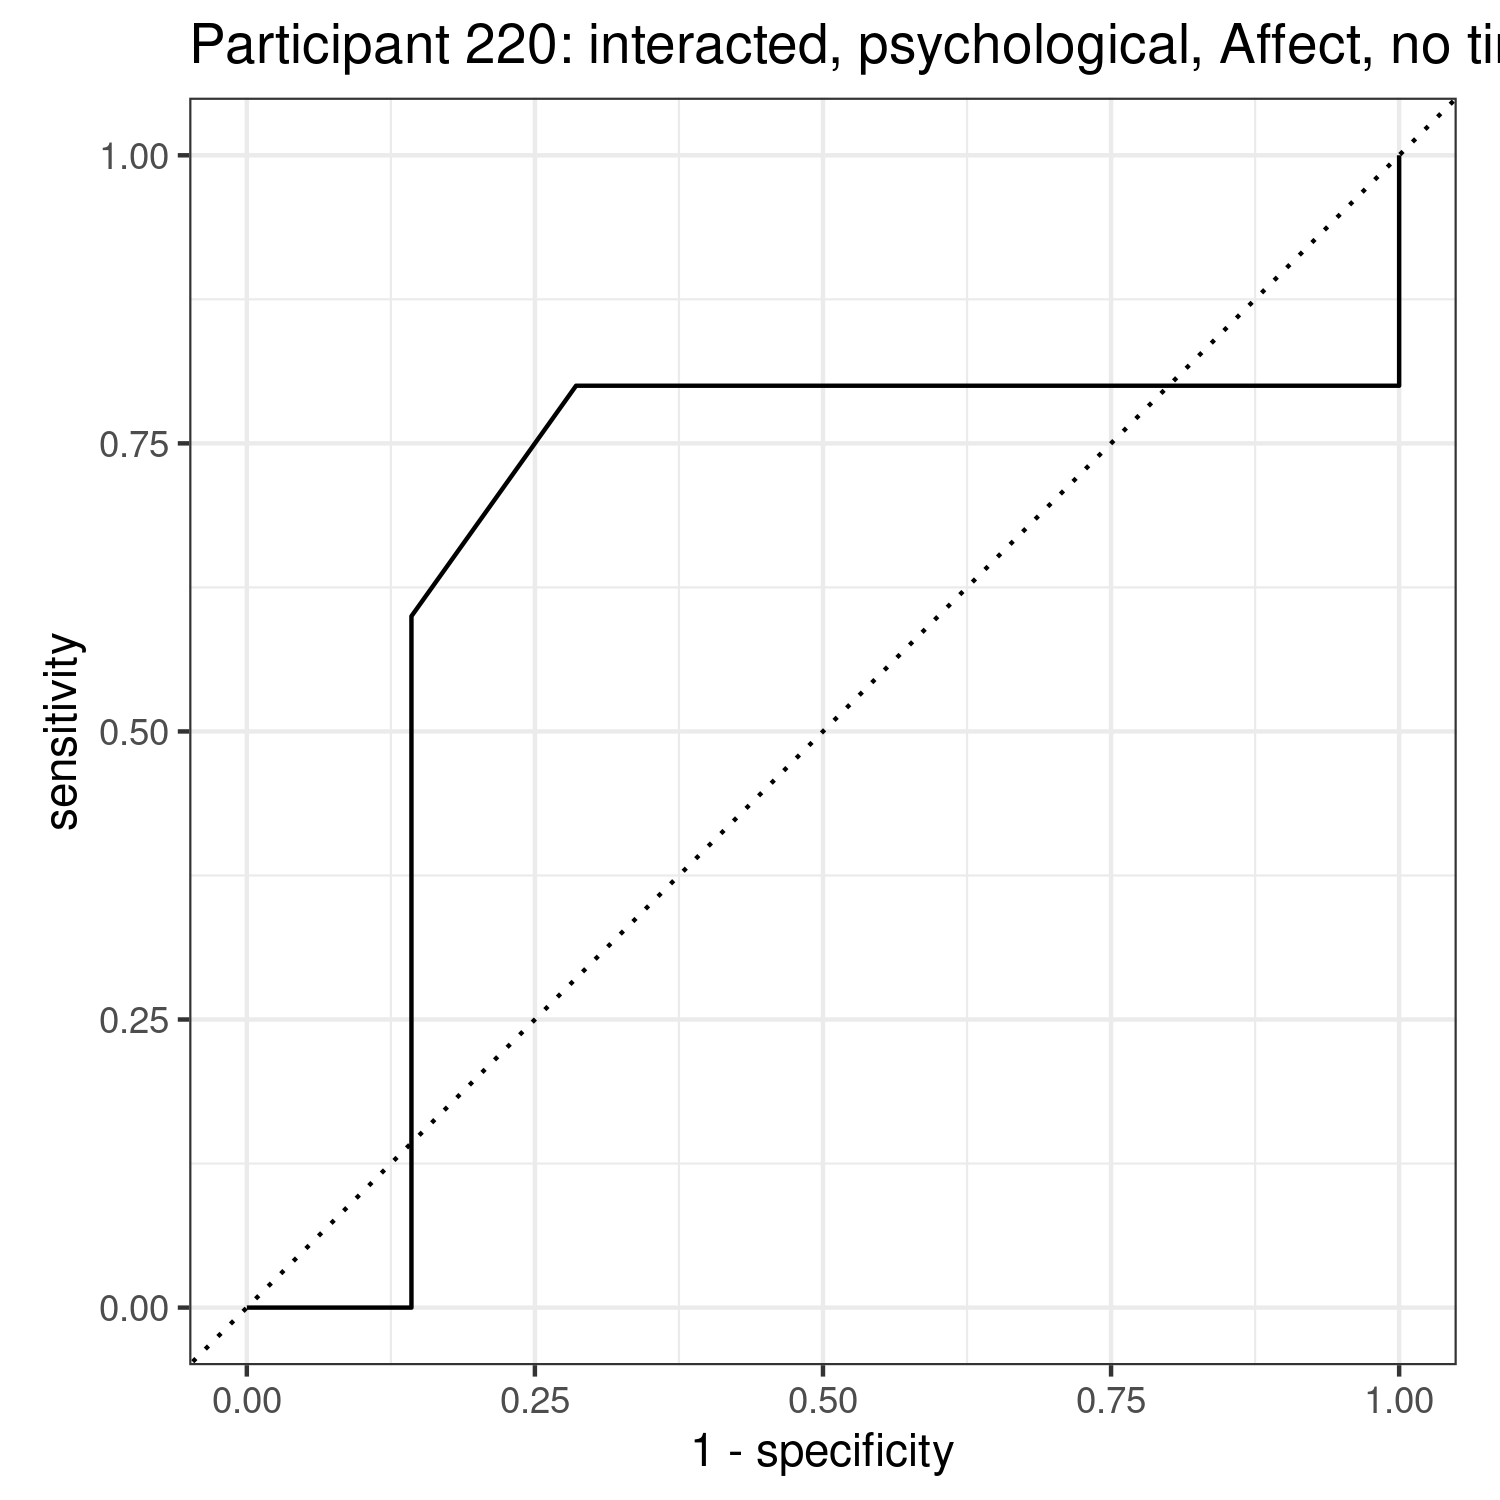 Participant 220: interacted, psychological, Affect, no
1.00
0.75
0.50
0.25
0.00
sensitivity
0.00 0.25 0.50 0.75 1.00
1 - specificity